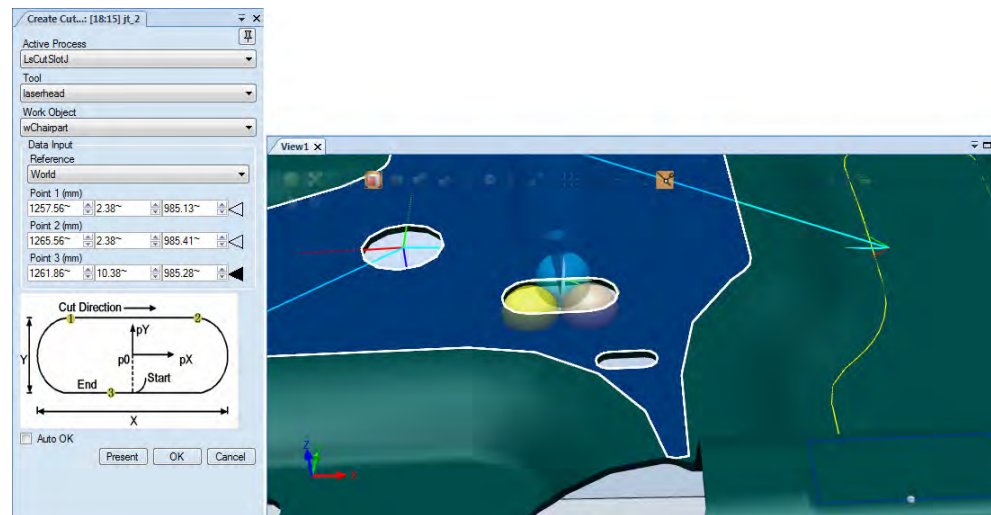 Create Cut...: [18:15] jt_2
Active Process
LsCutSlotJ
Tool
laserhead
Work Object
wChairpart
Data Input
Reference
World
Point 1 (mm)
1257.56~ 2.38~ 985.13~
Point 2 (mm)
1265.56~ 2.38~ 985.41~
Point 3 (mm)
1261.86~ 10.38~ 985.28~
Cut Direction
1 2
pY
Y p0 pX
End 3 Start
X
Auto OK
Present OK Cancel
View1
Z
X